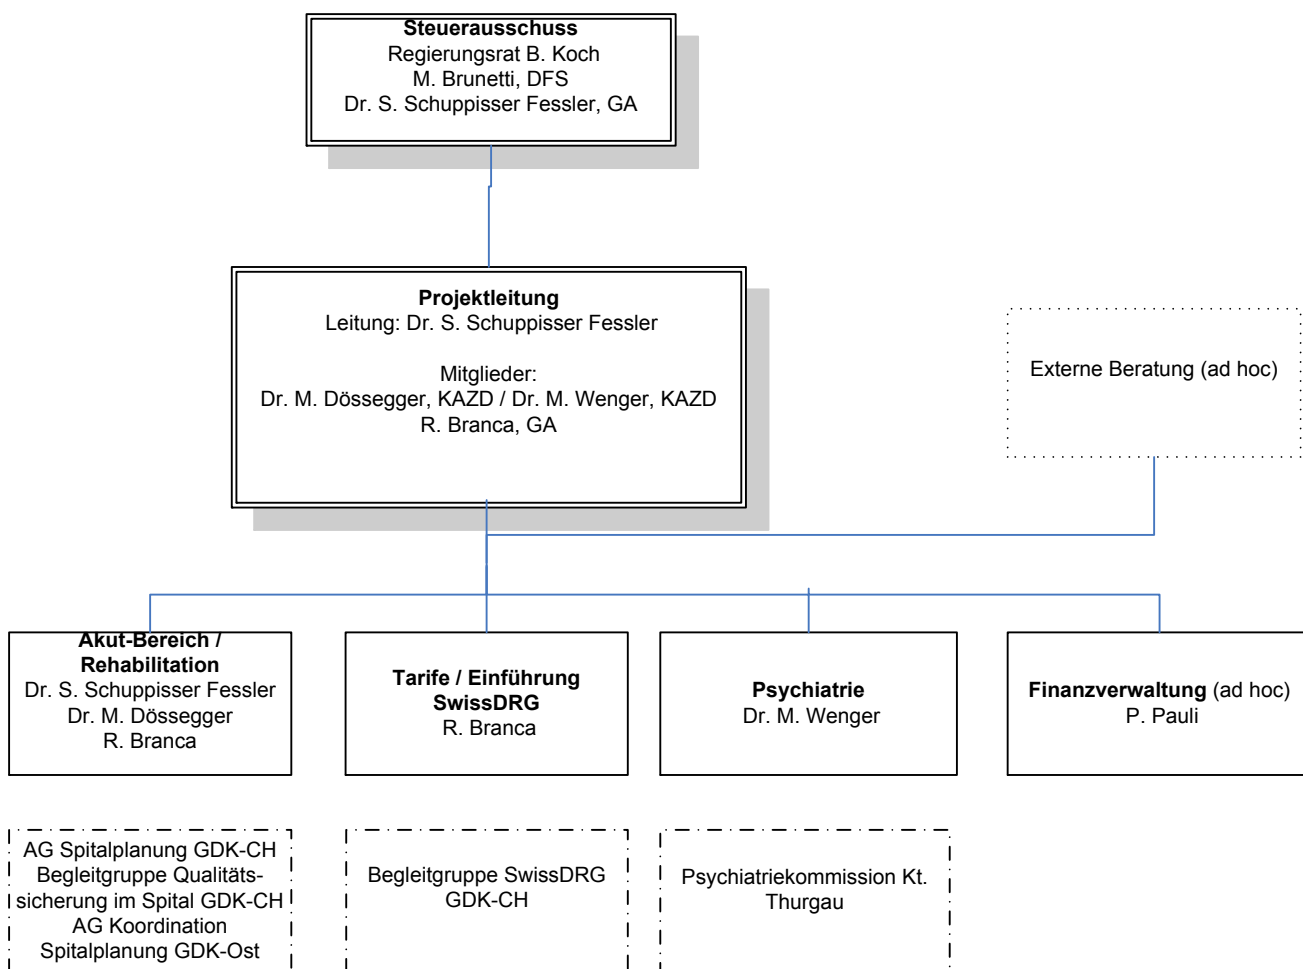 Steuerausschuss
Regierungsrat B. Koch
M. Brunetti, DFS
Dr. S. Schuppisser Fessler, GA
Projektleitung
Leitung: Dr. S. Schuppisser Fessler
Mitglieder:
Dr. M. Dössegger, KAZD / Dr. M. Wenger, KAZD
R. Branca, GA
Externe Beratung (ad hoc)
Akut-Bereich /
Rehabilitation
Dr. S. Schuppisser Fessler
Dr. M. Dössegger
R. Branca
Tarife / Einführung
SwissDRG
R. Branca
Psychiatrie
Dr. M. Wenger
Finanzverwaltung (ad hoc)
P. Pauli
AG Spitalplanung GDK-CH
Begleitgruppe Qualitäts-
sicherung im Spital GDK-CH
AG Koordination
Spitalplanung GDK-Ost
Begleitgruppe SwissDRG
GDK-CH
Psychiatriekommission Kt.
Thurgau